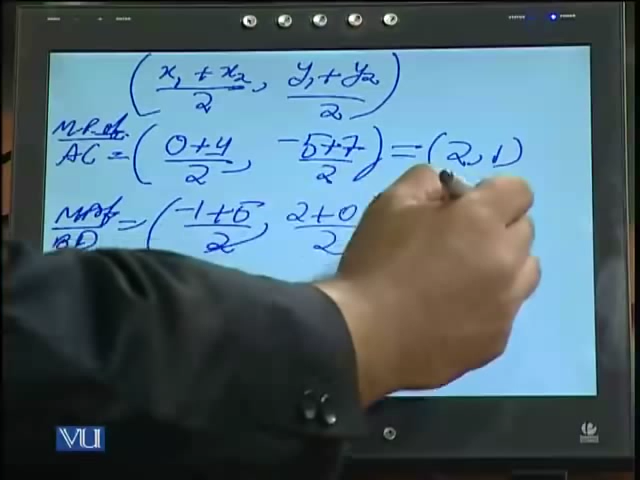 (x₁ + x₂ / 2, y₁ + y₂ / 2)
M.P. of AC = (0+4 / 2, -5+7 / 2) = (2, 1)
M.P. of BD = (-1+5 / 2, 2+0 / 2
VU